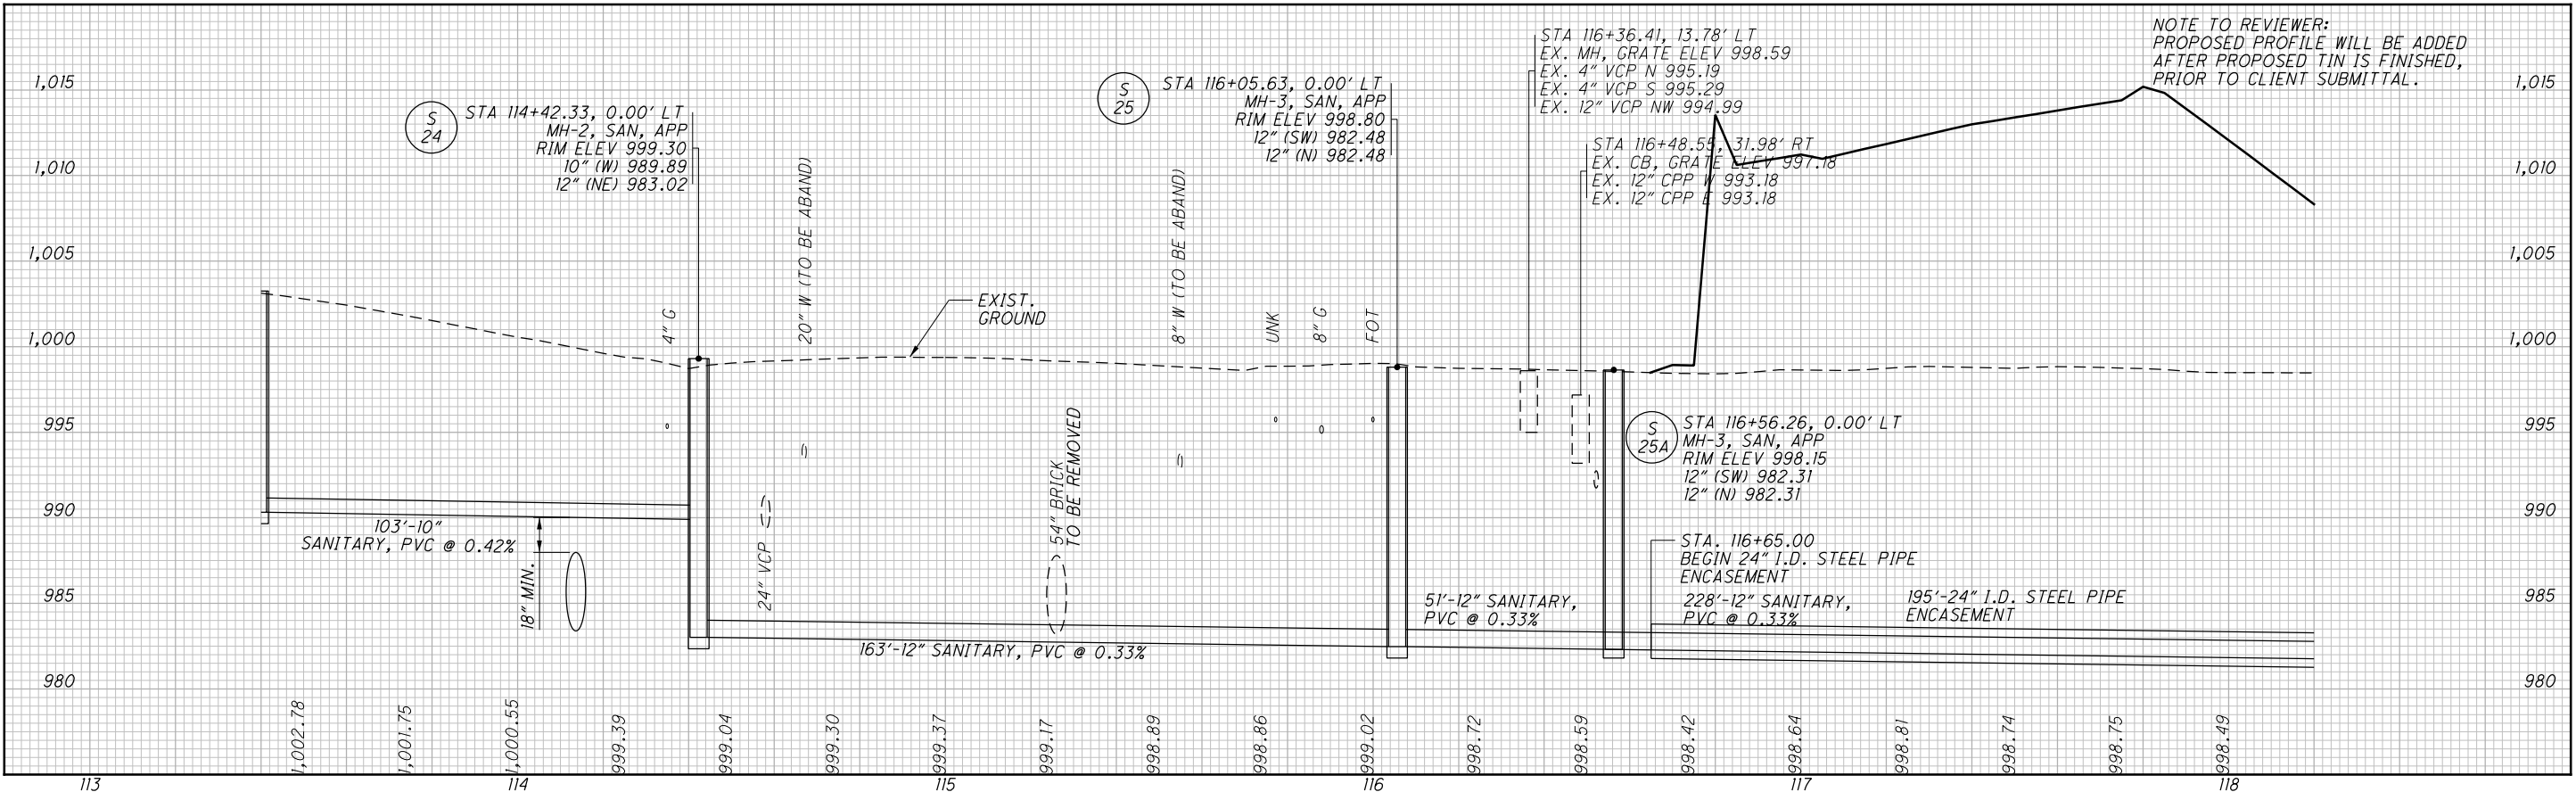 NOTE TO REVIEWER:
PROPOSED PROFILE WILL BE ADDED
AFTER PROPOSED TIN IS FINISHED,
PRIOR TO CLIENT SUBMITTAL.
1,015
1,010
1,005
1,000
995
990
985
980
S
24
STA 114+42.33, 0.00' LT
MH-2, SAN, APP
RIM ELEV 999.30
10" (W) 989.89
12" (NE) 983.02
S
25
STA 116+05.63, 0.00' LT
MH-3, SAN, APP
RIM ELEV 998.80
12" (SW) 982.48
12" (N) 982.48
STA 116+36.41, 13.78' LT
EX. MH, GRATE ELEV 998.59
EX. 4" VCP N 995.19
EX. 4" VCP S 995.29
EX. 12" VCP NW 994.99
STA 116+48.55, 31.98' RT
EX. CB, GRATE ELEV 997.18
EX. 12" CPP W 993.18
EX. 12" CPP E 993.18
4" G
20" W (TO BE ABAND)
EXIST.
GROUND
8" W (TO BE ABAND)
UNK
8" G
FOT
S
25A
STA 116+56.26, 0.00' LT
MH-3, SAN, APP
RIM ELEV 998.15
12" (SW) 982.31
12" (N) 982.31
103'-10"
SANITARY, PVC @ 0.42%
18" MIN.
24" VCP
54" BRICK
TO BE REMOVED
163'-12" SANITARY, PVC @ 0.33%
51'-12" SANITARY,
PVC @ 0.33%
STA. 116+65.00
BEGIN 24" I.D. STEEL PIPE
ENCASEMENT
228'-12" SANITARY,
PVC @ 0.33%
195'-24" I.D. STEEL PIPE
ENCASEMENT
1,015
1,010
1,005
1,000
995
990
985
980
1,002.78
1,001.75
1,000.55
999.39
999.04
999.30
999.37
999.17
998.89
998.86
999.02
998.72
998.59
998.42
998.64
998.81
998.74
998.75
998.49
113
114
115
116
117
118